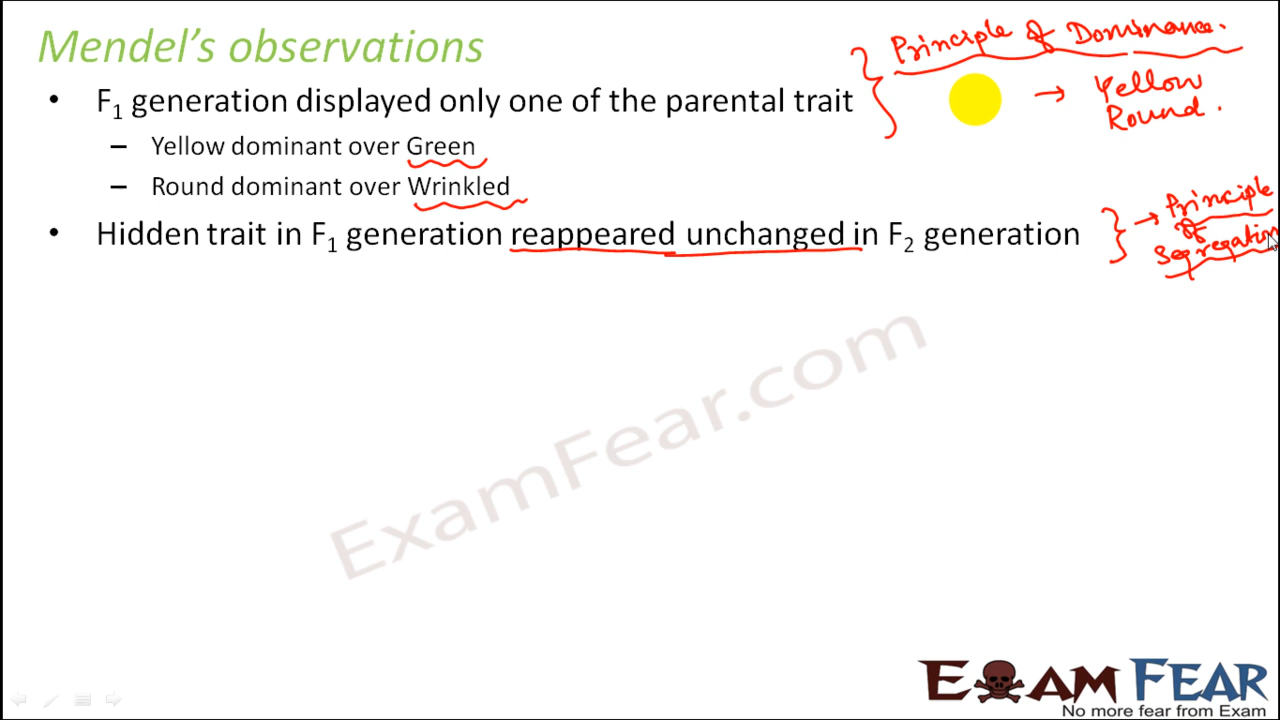 Mendel's observations
Principle of Dominance.
• F1 generation displayed only one of the parental trait
→ Yellow
Round.
– Yellow dominant over Green
– Round dominant over Wrinkled
• Hidden trait in F1 generation reappeared unchanged in F2 generation
→ Principle
of
Segregation
ExamFear.com
EXAM FEAR
No more fear from Exam